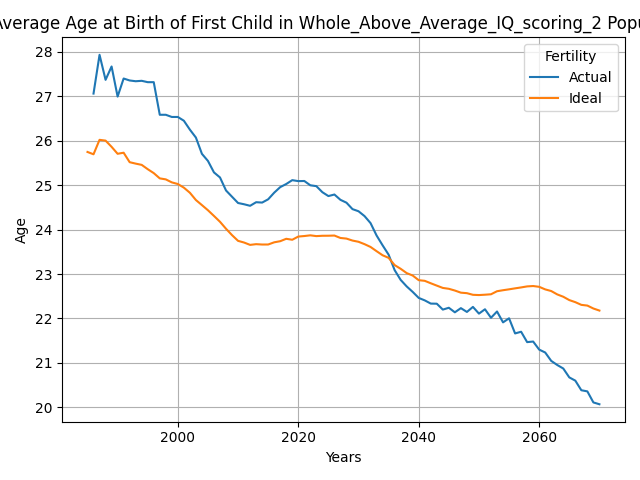 Average Age at Birth of First Child in Whole_Above_Average_IQ_scoring_2
Fertility
Actual
Ideal
28
27
26
25
24
23
22
21
20
Age
2000 2020 2040 2060
Years